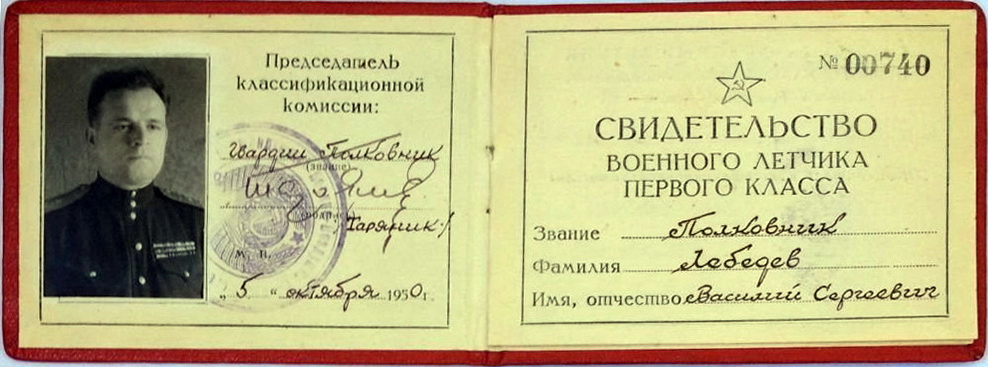 Председатель
классификационной
комиссии:
Гвардии Полковник
(звание)
М. П.
„5“ октября 1950 г.
№ 00740
СВИДЕТЕЛЬСТВО
ВОЕННОГО ЛЕТЧИКА
ПЕРВОГО КЛАССА
Звание Полковник
Фамилия Лебедев
Имя, отчество Василий Сергеевич